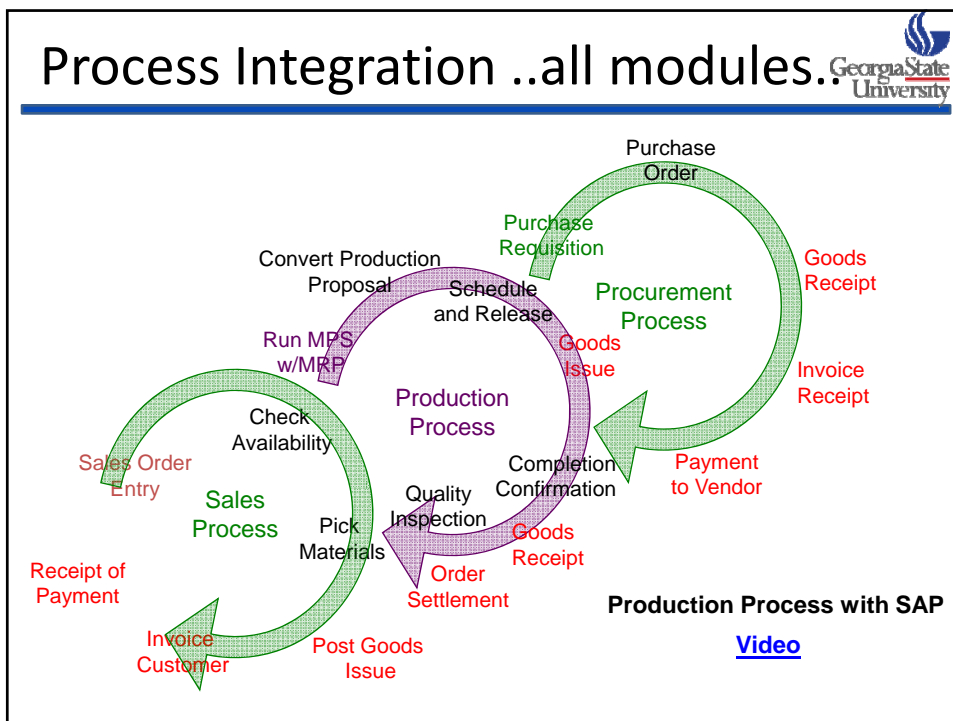 Process Integration ..all modules..
GeorgiaState
University
Purchase
Order
Purchase
Requisition
Goods
Receipt
Procurement
Process
Invoice
Receipt
Payment
to Vendor
Convert Production
Proposal
Schedule
and Release
Run MPS
w/MRP
Goods
Issue
Production
Process
Completion
Confirmation
Quality
Inspection
Goods
Receipt
Order
Settlement
Check
Availability
Sales Order
Entry
Sales
Process
Pick
Materials
Receipt of
Payment
Invoice
Customer
Post Goods
Issue
Production Process with SAP
Video